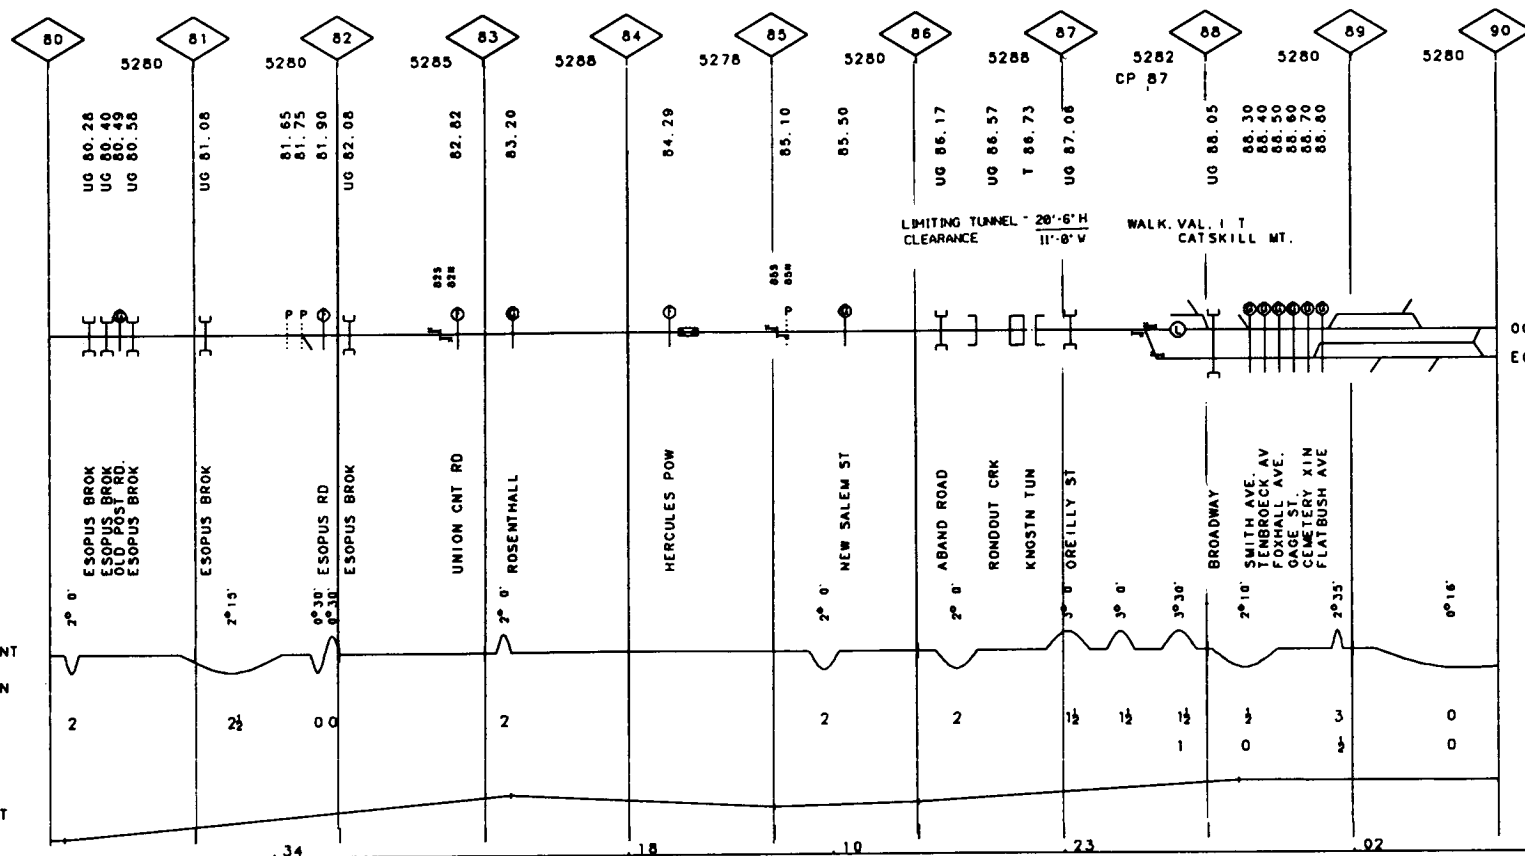 80 81 82 83 84 85 86 87 88 89 90
5280 5280 5285 5288 5278 5280 5288 5282 5280 5280
CP 87
UG 80.28
UG 80.40
80.49
UG 80.58
UG 81.08
81.65
81.75
81.90
UG 82.08
82.82
83.20
84.29
85.10
85.50
UG 86.17
UG 86.57
T 86.73
UG 87.06
UG 88.05
88.30
88.40
88.50
88.60
88.70
88.80
LIMITING TUNNEL - 20'-6" H
CLEARANCE 11'-0" W
WALK. VAL. 1 T
CATSKILL MT.
82S
82N
85S
85N
P P
P
L
ESOPUS BROK
ESOPUS BROK
OLD POST RD.
ESOPUS BROK
ESOPUS BROK
ESOPUS RD
ESOPUS BROK
UNION CNT RD
ROSENTHALL
HERCULES POW
NEW SALEM ST
ABAND ROAD
RONDOUT CRK
KNGSTN TUN
OREILLY ST
BROADWAY
SMITH AVE.
TENBROECK AV
FOXHALL AVE.
GAGE ST.
CEMETERY XIN
FLATBUSH AVE
2° 0'
2° 15'
0° 30'
0° 30'
2° 0'
2° 0'
2° 0'
3° 0'
3° 0'
3° 30'
2° 10'
2° 35'
0° 16'
NT
N
2 2½ 0 0 2 2 2 1½ 1½ 1½ ½ 3 0
1 0 ½ 0
T
.34 .18 .10 .23 .02